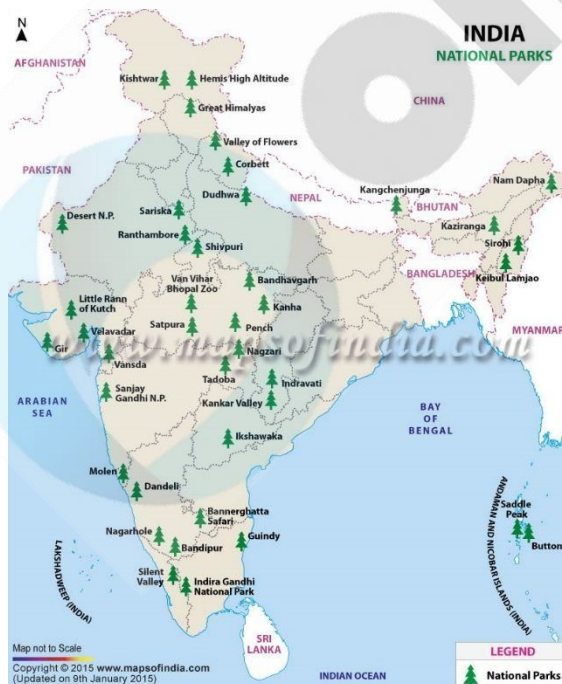 N
INDIA
NATIONAL PARKS
AFGHANISTAN
Kishtwar
Hemis High Altitude
Great Himalyas
CHINA
Valley of Flowers
PAKISTAN
Corbett
Nam Dapha
Dudhwa
NEPAL
Kangchenjunga
BHUTAN
Desert N.P.
Sariska
Kaziranga
Ranthambore
Sirohi
Shivpuri
BANGLADESH
Keibul Lamjao
Van Vihar
Bhopal Zoo
Bandhavgarh
Little Rann
of Kutch
Kanha
Velavadar
Satpura
Pench
MYANMAR
Gir
www.mapsofindia.com
Vansda
Nagzari
Tadoba
Indravati
Sanjay
Gandhi N.P.
Kankar Valley
ARABIAN
SEA
BAY
OF
BENGAL
Ikshawaka
Molen
Dandeli
Saddle
Peak
Button
ANDAMAN AND NICOBAR ISLANDS (INDIA)
Bannerghatta
Safari
Nagarhole
Guindy
Bandipur
LAKSHADWEEP (INDIA)
Silent
Valley
Indira Gandhi
National Park
SRI
LANKA
Map not to Scale
Copyright © 2015 www.mapsofindia.com
(Updated on 9th January 2015)
INDIAN OCEAN
LEGEND
National Parks